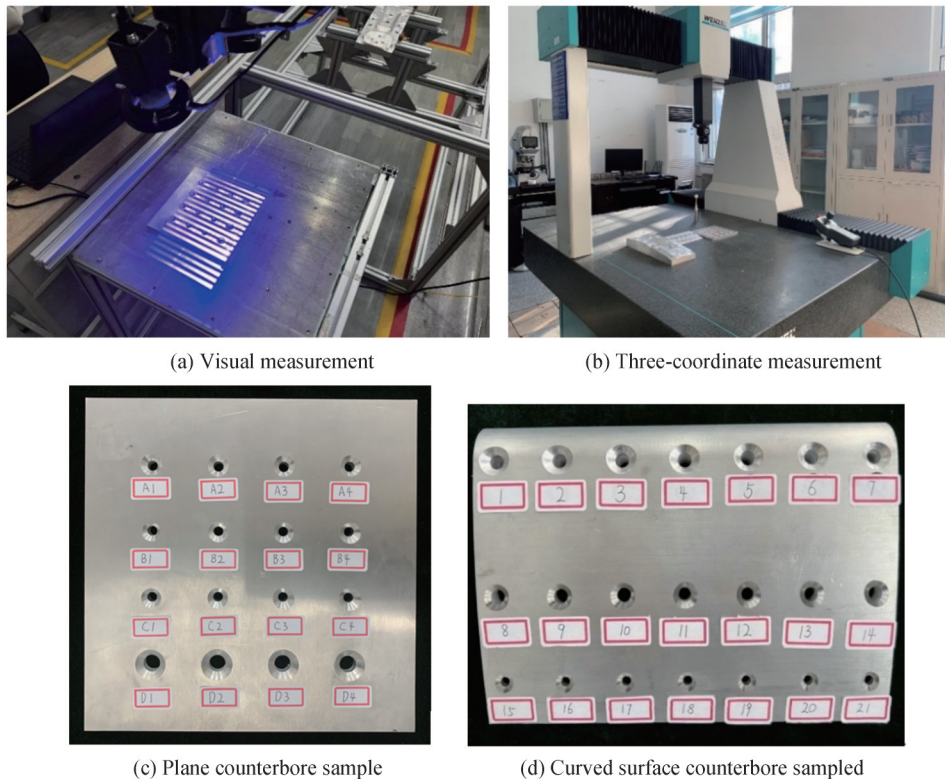 WENZEL
(a) Visual measurement
(b) Three-coordinate measurement
A1 A2 A3 A4
B1 B2 B3 B4
C1 C2 C3 C4
D1 D2 D3 D4
1 2 3 4 5 6 7
8 9 10 11 12 13 14
15 16 17 18 19 20 21
(c) Plane counterbore sample
(d) Curved surface counterbore sampled